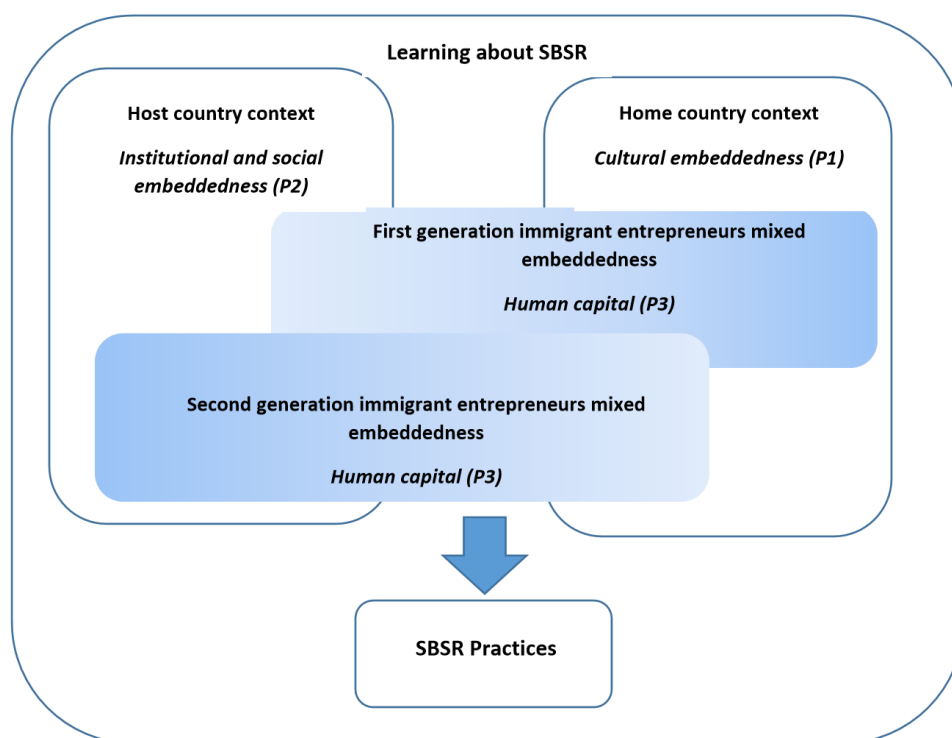 Learning about SBSR
Host country context
Institutional and social
embeddedness (P2)
Home country context
Cultural embeddedness (P1)
First generation immigrant entrepreneurs mixed
embeddedness
Human capital (P3)
Second generation immigrant entrepreneurs mixed
embeddedness
Human capital (P3)
SBSR Practices